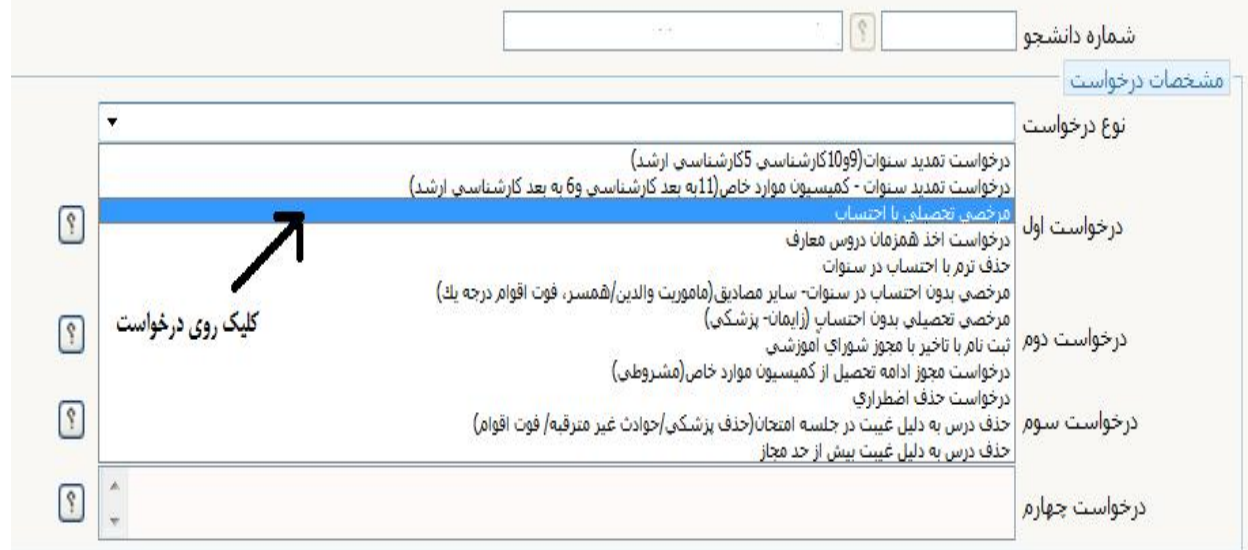 شماره دانشجو
؟
مشخصات درخواست
نوع درخواست
درخواست تمدید سنوات(9و10کارشناسی 5کارشناسی ارشد)
درخواست تمدید سنوات - کمیسیون موارد خاص(11به بعد کارشناسی و6 به بعد کارشناسی ارشد)
مرخصي تحصيلي با احتساب
درخواست اخذ همزمان دروس معارف
حذف ترم با احتساب در سنوات
مرخصی بدون احتساب در سنوات- سایر مصادیق(ماموریت والدین/همسر، فوت اقوام درجه یك)
مرخصی تحصیلی بدون احتساب (زایمان- پزشکی)
ثبت نام با تاخیر با مجوز شوراي آموزشی
درخواست مجوز ادامه تحصیل از کمیسیون موارد خاص(مشروطی)
درخواست حذف اضطراري
حذف درس به دلیل غیبت در جلسه امتحان(حذف پزشکی/حوادث غیر مترقبه/ فوت اقوام)
حذف درس به دلیل غیبت بیش از حد مجاز
کلیک روی درخواست
درخواست اول
؟
درخواست دوم
؟
درخواست سوم
؟
درخواست چهارم
؟